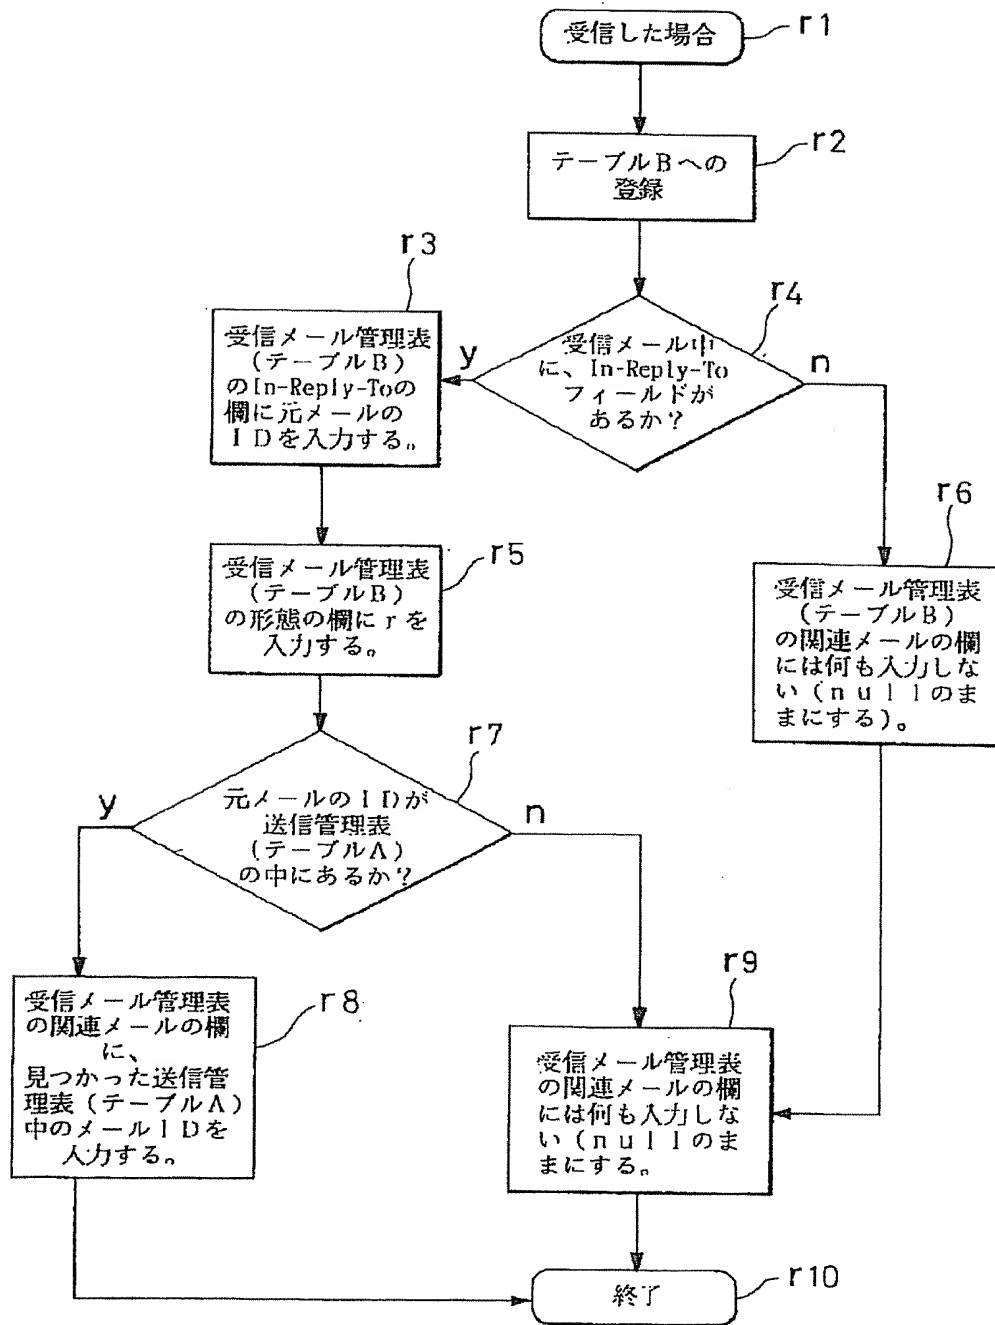 受信した場合
r1
テーブルBへの
登録
r2
r3
受信メール管理表
(テーブルB)
のIn-Reply-Toの
欄に元メールの
IDを入力する。
y
受信メール中
に、In-Reply-To
フィールドが
あるか?
r4
n
受信メール管理表
(テーブルB)
の形態の欄にrを
入力する。
r5
r6
受信メール管理表
(テーブルB)
の関連メールの欄
には何も入力しな
い(nullのま
まにする)。
y
元メールのIDが
送信管理表
(テーブルA)
の中にあるか?
r7
n
受信メール管理表
の関連メールの欄
に、
見つかった送信管
理表(テーブルA)
中のメールIDを
入力する。
r8
r9
受信メール管理表
の関連メールの欄
には何も入力しな
い(nullのま
まにする。
終了
r10